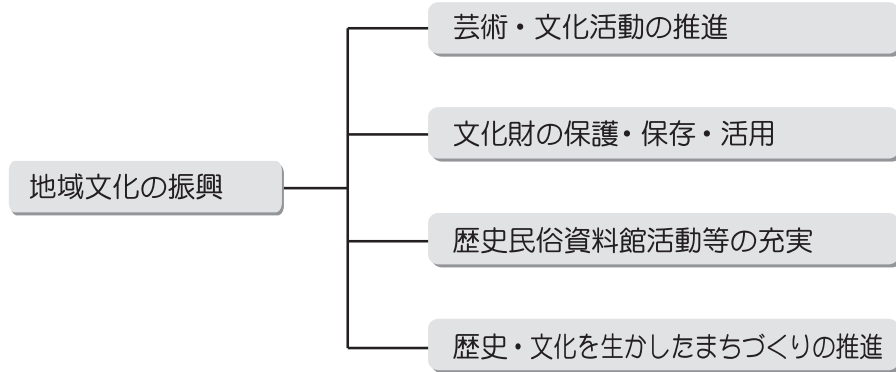 地域文化の振興
芸術・文化活動の推進
文化財の保護・保存・活用
歴史民俗資料館活動等の充実
歴史・文化を生かしたまちづくりの推進